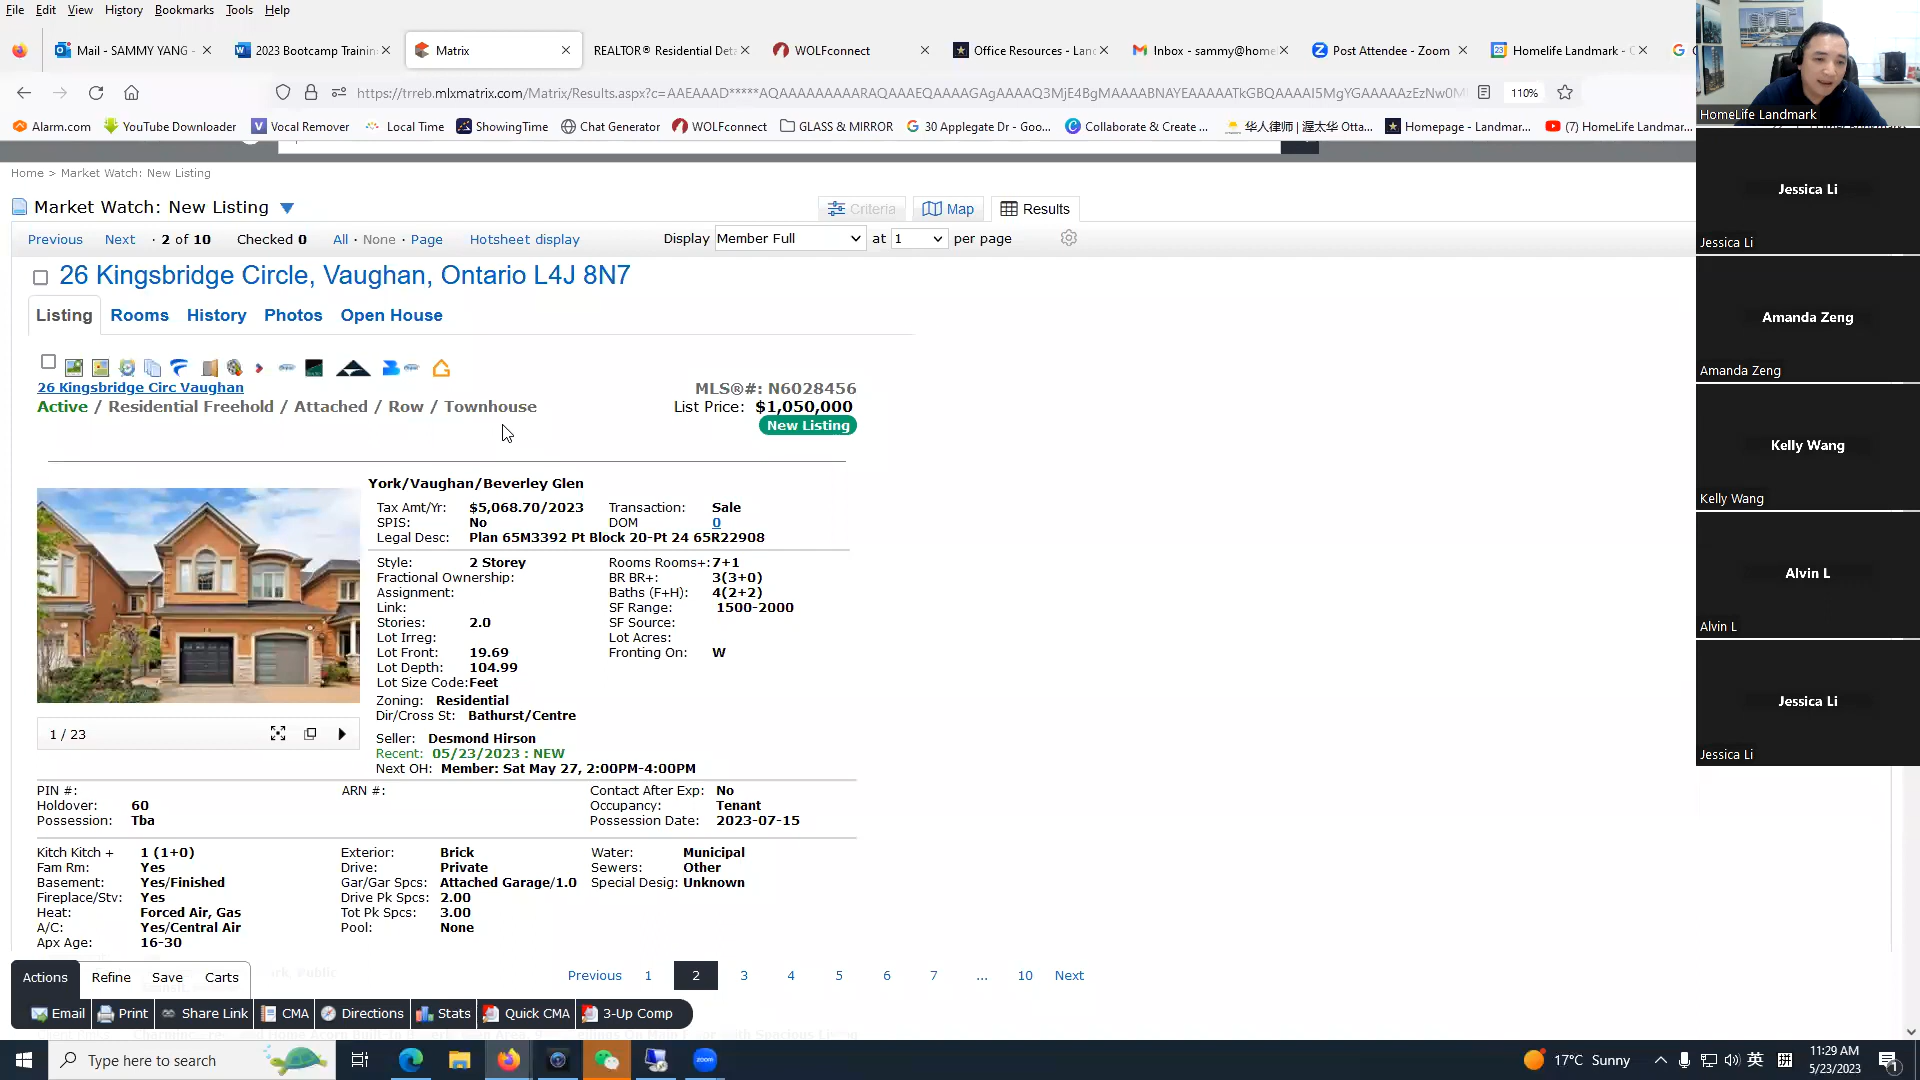 File Edit View History Bookmarks Tools Help
Mail - SAMMY YANG - 2023 Bootcamp Trainin Matrix REALTOR® Residential Deta WOLFconnect Office Resources - Lanc Inbox - sammy@home Post Attendee - Zoom Homelife Landmark -
110%
Alarm.com YouTube Downloader Vocal Remover Local Time ShowingTime Chat Generator WOLFconnect GLASS & MIRROR 30 Applegate Dr - Goo... Collaborate & Create ... 华人律师 | 渥太华 Otta... Homepage - Landmar... (7) HomeLife Landmar...
Home > Market Watch: New Listing
Market Watch: New Listing
Criteria Map Results
Previous Next · 2 of 10 Checked 0 All · None · Page Hotsheet display Display Member Full at 1 per page
26 Kingsbridge Circle, Vaughan, Ontario L4J 8N7
Listing Rooms History Photos Open House
26 Kingsbridge Circ Vaughan MLS®#: N6028456
Active / Residential Freehold / Attached / Row / Townhouse List Price: $1,050,000
New Listing
York/Vaughan/Beverley Glen
Tax Amt/Yr: $5,068.70/2023 Transaction: Sale
SPIS: No DOM 0
Legal Desc: Plan 65M3392 Pt Block 20-Pt 24 65R22908
Style: 2 Storey Rooms Rooms+: 7+1
Fractional Ownership: BR BR+: 3(3+0)
Assignment: Baths (F+H): 4(2+2)
Link: SF Range: 1500-2000
Stories: 2.0 SF Source:
Lot Irreg: Lot Acres:
Lot Front: 19.69 Fronting On: W
Lot Depth: 104.99
Lot Size Code: Feet
Zoning: Residential
Dir/Cross St: Bathurst/Centre
1 / 23
Seller: Desmond Hirson
Recent: 05/23/2023 : NEW
Next OH: Member: Sat May 27, 2:00PM-4:00PM
PIN #: ARN #: Contact After Exp: No
Holdover: 60 Occupancy: Tenant
Possession: Tba Possession Date: 2023-07-15
Kitch Kitch + 1 (1+0) Exterior: Brick Water: Municipal
Fam Rm: Yes Drive: Private Sewers: Other
Basement: Yes/Finished Gar/Gar Spcs: Attached Garage/1.0 Special Desig: Unknown
Fireplace/Stv: Yes Drive Pk Spcs: 2.00
Heat: Forced Air, Gas Tot Pk Spcs: 3.00
A/C: Yes/Central Air Pool: None
Apx Age: 16-30
Actions Refine Save Carts
Previous 1 2 3 4 5 6 7 ... 10 Next
Email Print Share Link CMA Directions Stats Quick CMA 3-Up Comp
Type here to search
17°C Sunny
英
拼
11:29 AM
5/23/2023
HomeLife Landmark
Jessica Li
Jessica Li
Amanda Zeng
Amanda Zeng
Kelly Wang
Kelly Wang
Alvin L
Alvin L
Jessica Li
Jessica Li